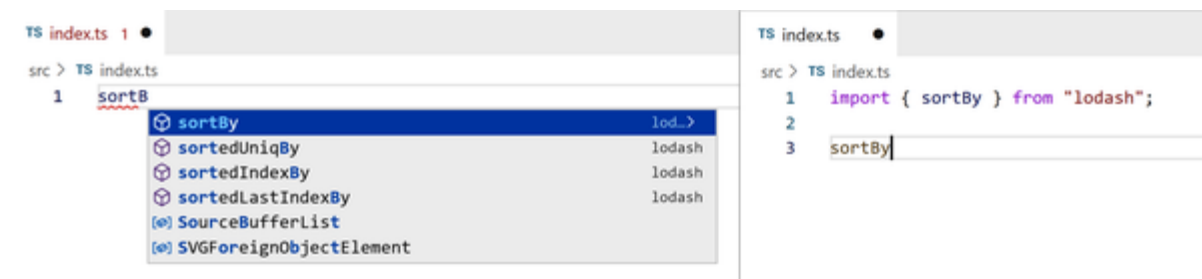 TS index.ts 1 ●
src > TS index.ts
1 sortB
sortBy lod…>
sortedUniqBy lodash
sortedIndexBy lodash
sortedLastIndexBy lodash
SourceBufferList
SVGForeignObjectElement
TS index.ts ●
src > TS index.ts
1 import { sortBy } from "lodash";
2
3 sortBy